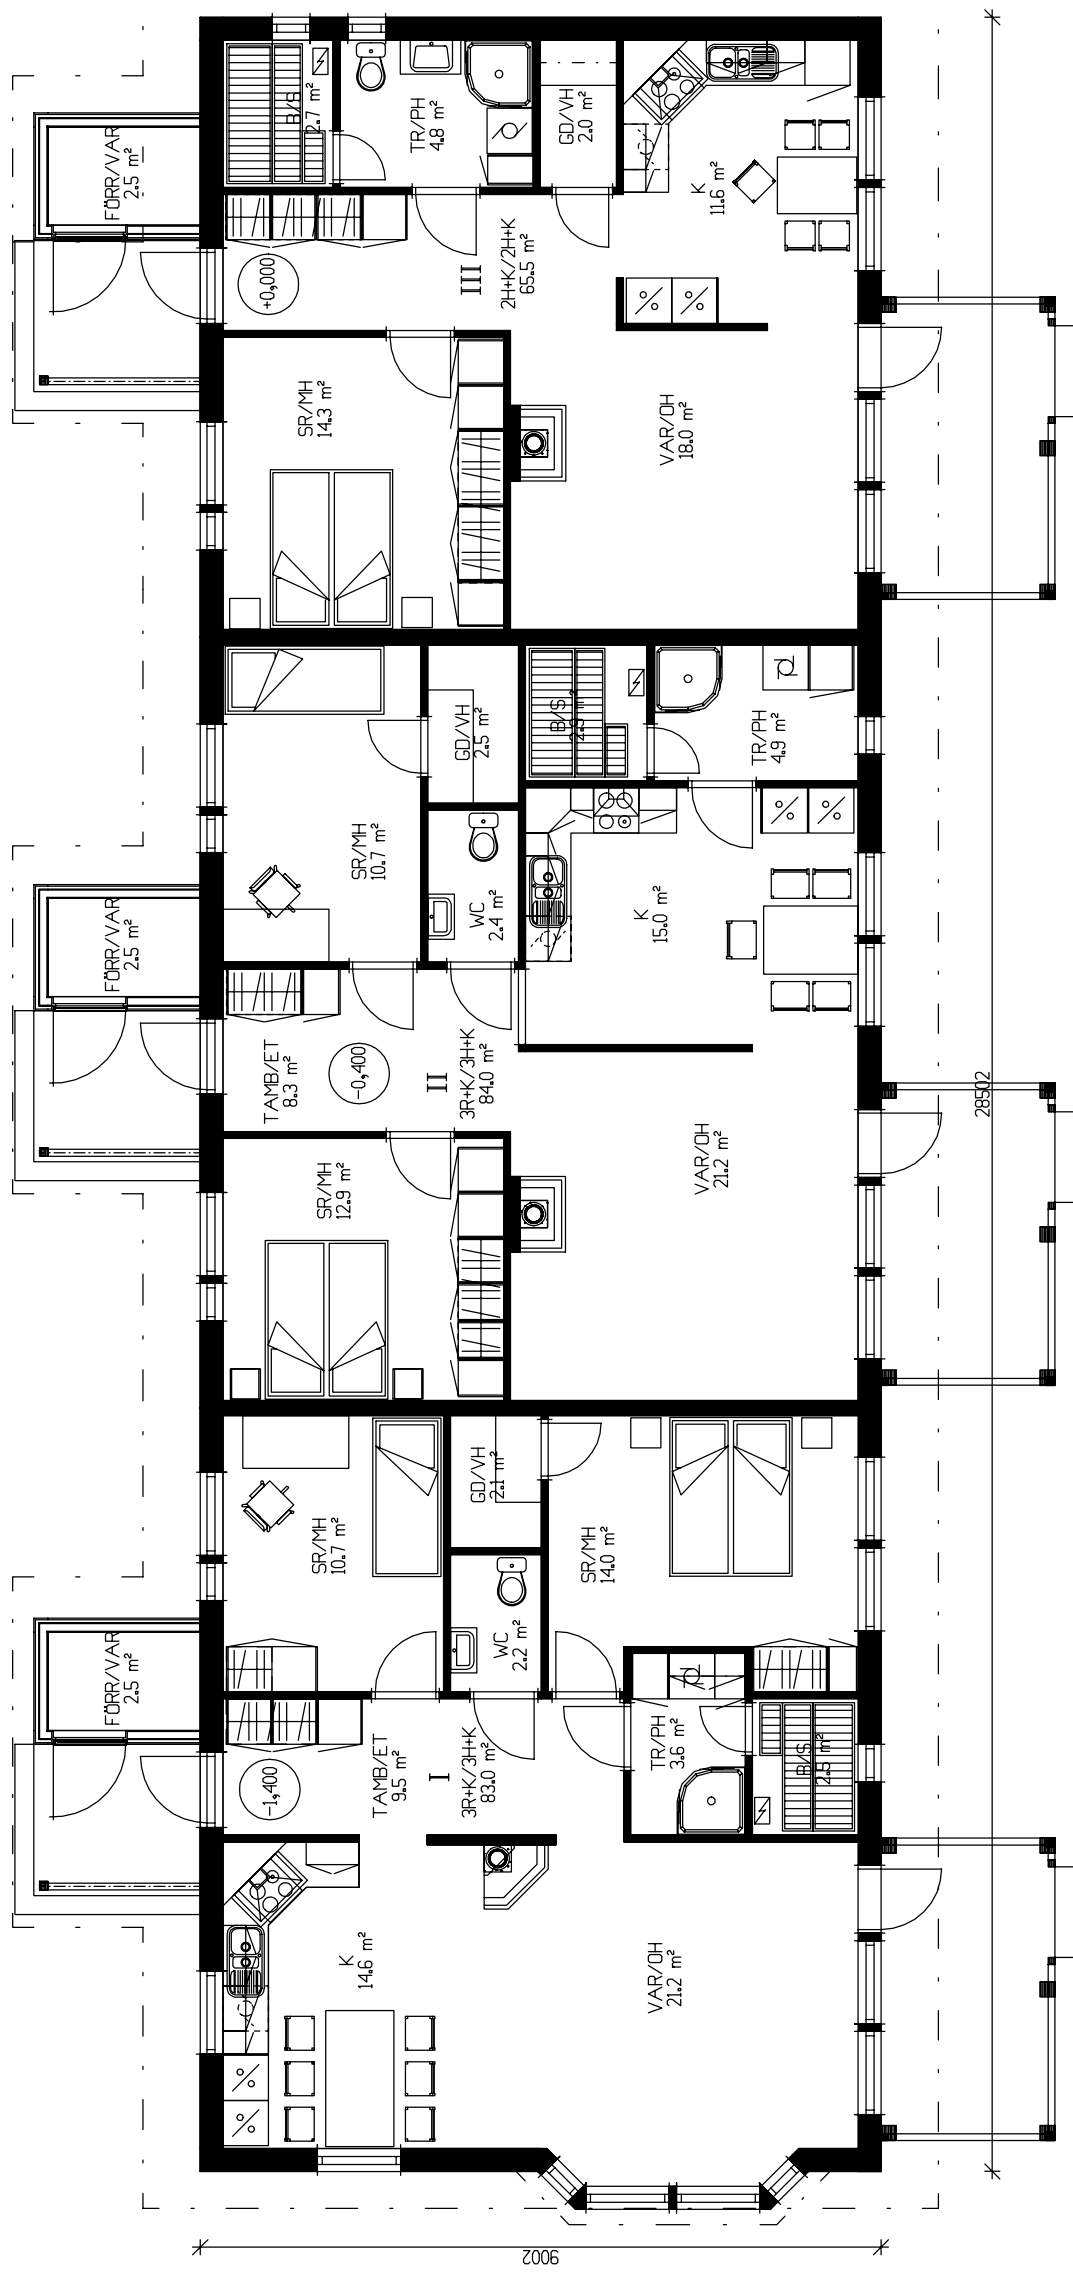 FÖRR/VAR
2.5 m²
B/S
2.7 m²
TR/PH
4.8 m²
GD/VH
2.0 m²
K
11.6 m²
+0,000
III
2H+K/2H+K
65.5 m²
SR/MH
14.3 m²
VAR/OH
18.0 m²
FÖRR/VAR
2.5 m²
SR/MH
10.7 m²
GD/VH
2.5 m²
B/S
2.9 m²
TR/PH
4.9 m²
WC
2.4 m²
K
15.0 m²
TAMB/ET
8.3 m²
-0,400
II
3R+K/3H+K
84.0 m²
SR/MH
12.9 m²
VAR/OH
21.2 m²
28502
FÖRR/VAR
2.5 m²
SR/MH
10.7 m²
GD/VH
2.1 m²
SR/MH
14.0 m²
WC
2.2 m²
-1,400
TAMB/ET
9.5 m²
I
3R+K/3H+K
83.0 m²
TR/PH
3.6 m²
B/S
2.5 m²
K
14.6 m²
VAR/OH
21.2 m²
9002